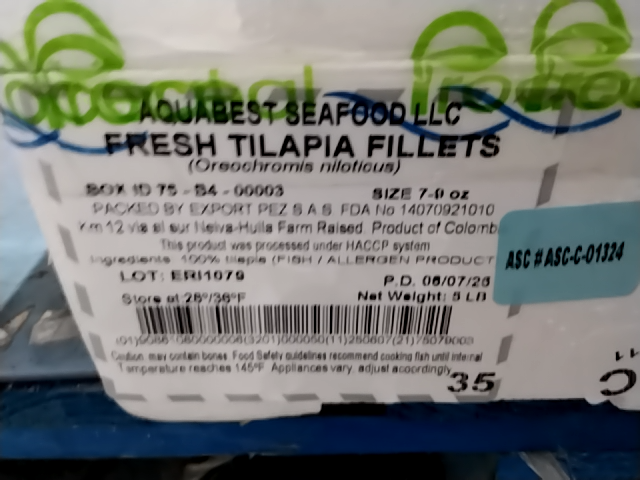 AQUABEST SEAFOOD LLC
FRESH TILAPIA FILLETS
(Oreochromis niloticus)
BOX ID 75 - B4 - 00003 SIZE 7-9 oz
PACKED BY EXPORT PEZ S.A.S. FDA No 14070921010
Km 12 via al sur Neiva-Huila Farm Raised. Product of Colomb
This product was processed under HACCP system
Ingredients: 100% tilapia (FISH / ALLERGEN PRODUCT
ASC # ASC-C-01324
LOT: ERI1079 P.D.
Store at 28°/38°F Net Weight: 5 LB
Caution: may contain bones. Food Safety guidelines recommend cooking fish until internal
Temperature reaches 145°F. Appliances vary, adjust accordingly.
35
11
C